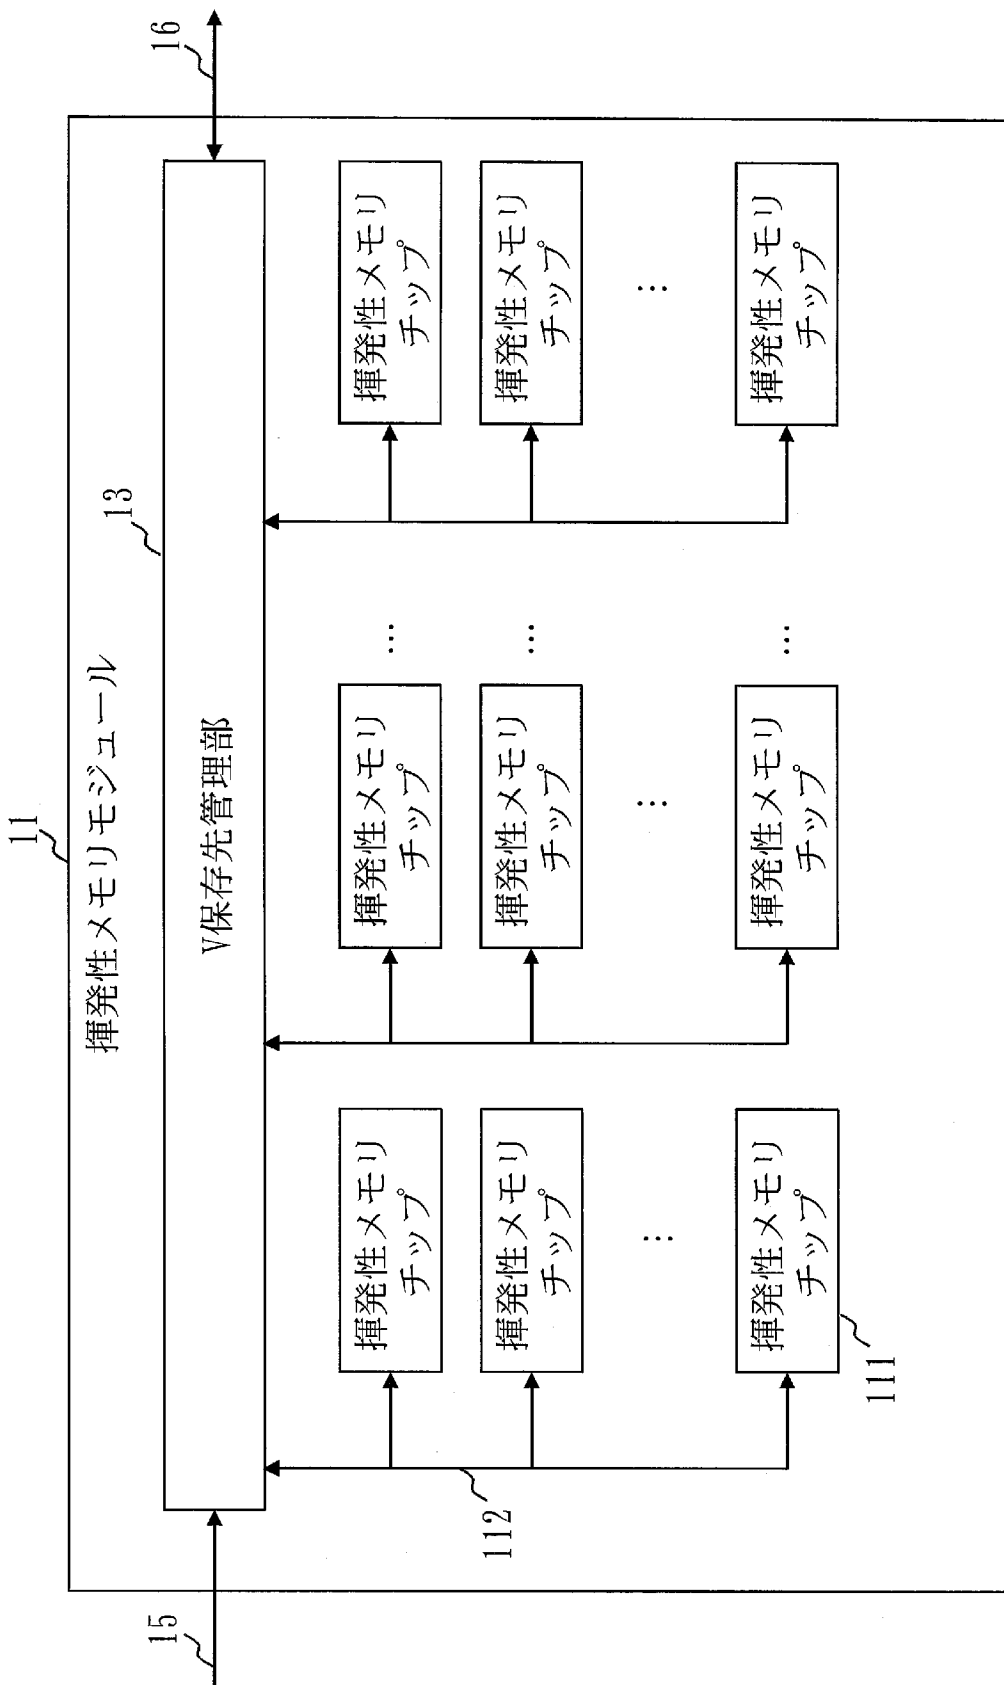 11
揮発性メモリモジュール
13
16
15
V保存先管理部
揮発性メモリ
チップ
揮発性メモリ
チップ
…
揮発性メモリ
チップ
揮発性メモリ
チップ
…
揮発性メモリ
チップ
…
揮発性メモリ
チップ
…
…
…
揮発性メモリ
チップ
…
揮発性メモリ
チップ
揮発性メモリ
チップ
112
111